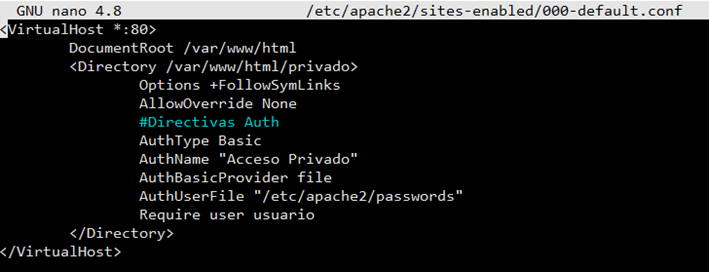 GNU nano 4.8 /etc/apache2/sites-enabled/000-default.conf
<VirtualHost *:80>
DocumentRoot /var/www/html
<Directory /var/www/html/privado>
Options +FollowSymLinks
AllowOverride None
#Directivas Auth
AuthType Basic
AuthName "Acceso Privado"
AuthBasicProvider file
AuthUserFile "/etc/apache2/passwords"
Require user usuario
</Directory>
</VirtualHost>